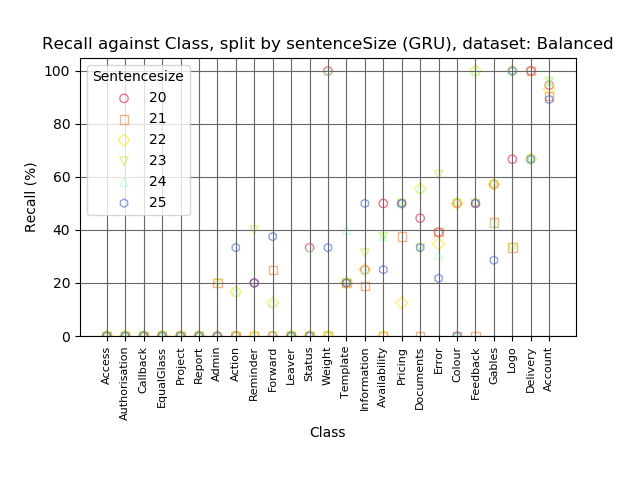 Recall against Class, split by sentenceSize (GRU), dataset: Balanced
Recall (%)
100
80
60
40
20
0
Sentencesize
20
21
22
23
24
25
Access
Authorisation
Callback
EqualGlass
Project
Report
Admin
Action
Reminder
Forward
Leaver
Status
Weight
Template
Information
Availability
Pricing
Documents
Error
Colour
Feedback
Gables
Logo
Delivery
Account
Class